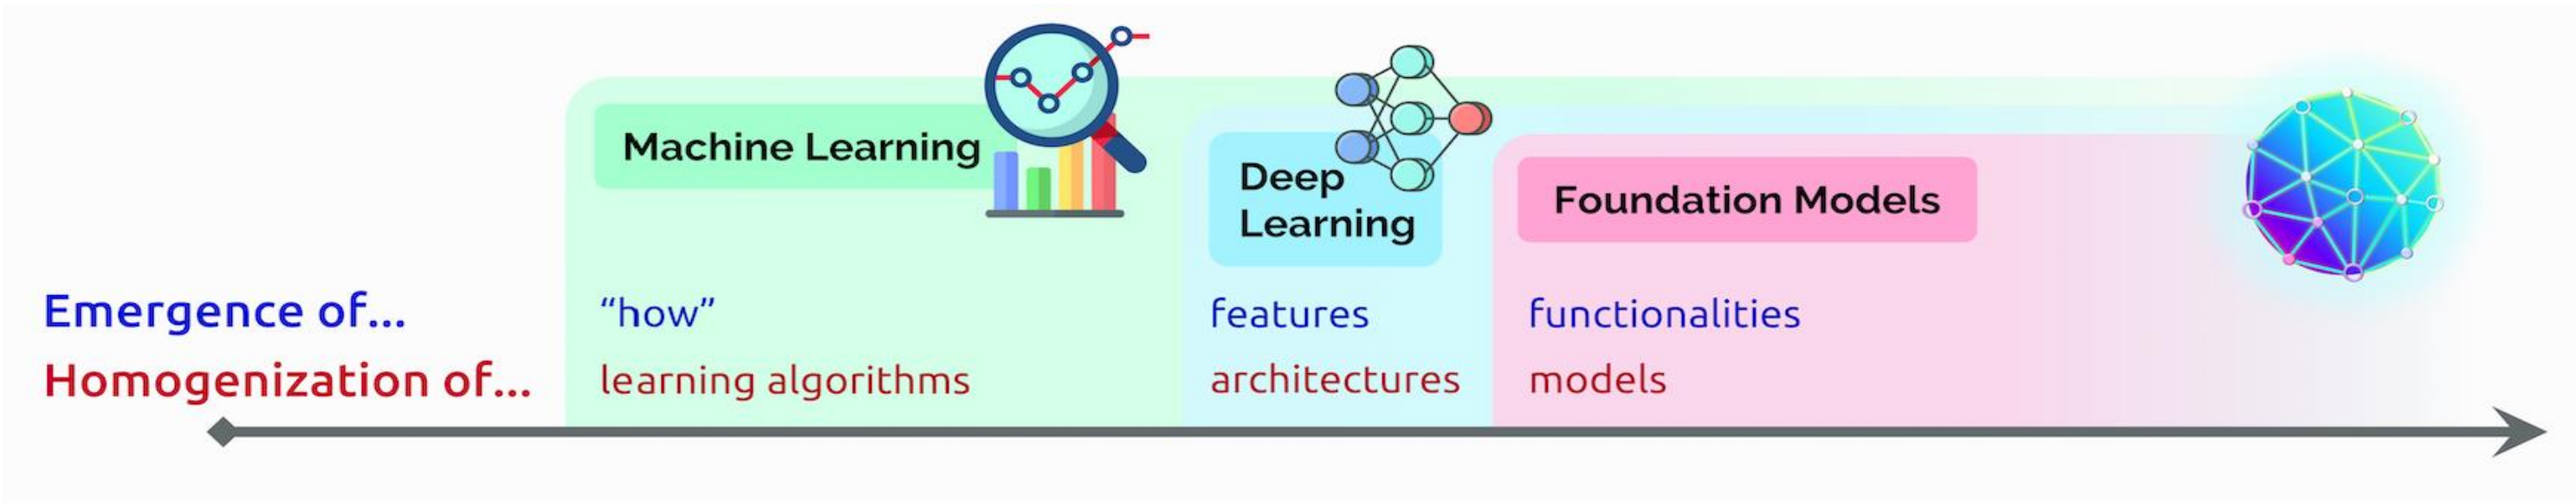 Machine Learning
Deep
Learning
Foundation Models
Emergence of...
“how”
features
functionalities
Homogenization of...
learning algorithms
architectures
models